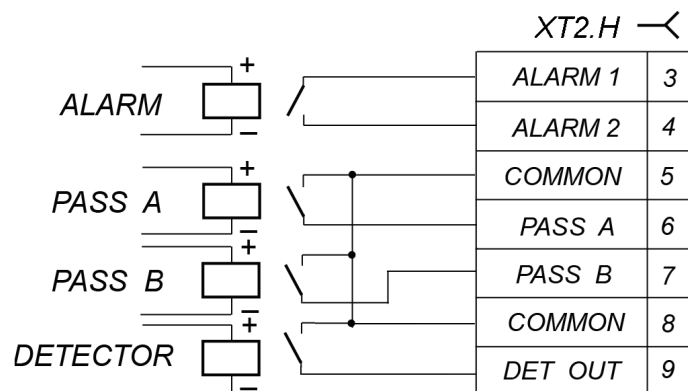 XT2.H
+
ALARM 1 3
ALARM
–
ALARM 2 4
+
COMMON 5
PASS A
–
PASS A 6
+
PASS B
–
PASS B 7
+
COMMON 8
DETECTOR
–
DET OUT 9